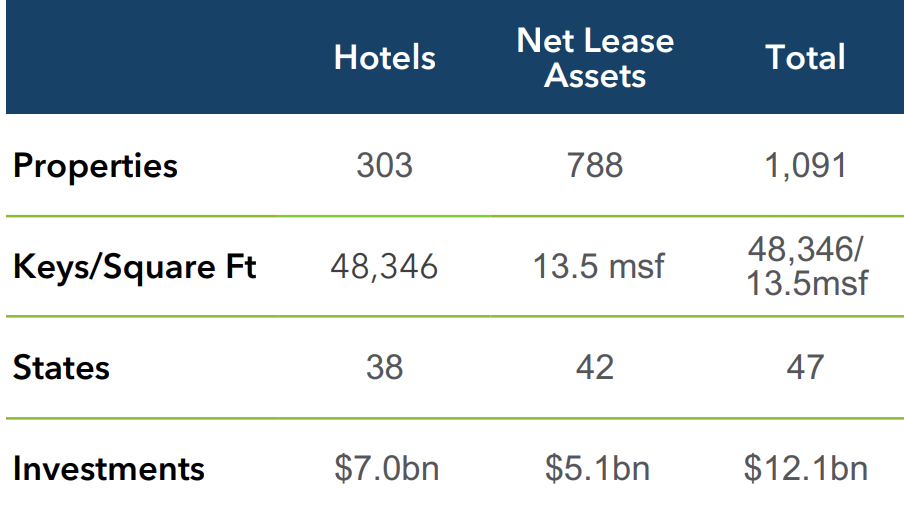 Hotels Net Lease Assets Total
Properties 303 788 1,091
Keys/Square Ft 48,346 13.5 msf 48,346/ 13.5msf
States 38 42 47
Investments $7.0bn $5.1bn $12.1bn